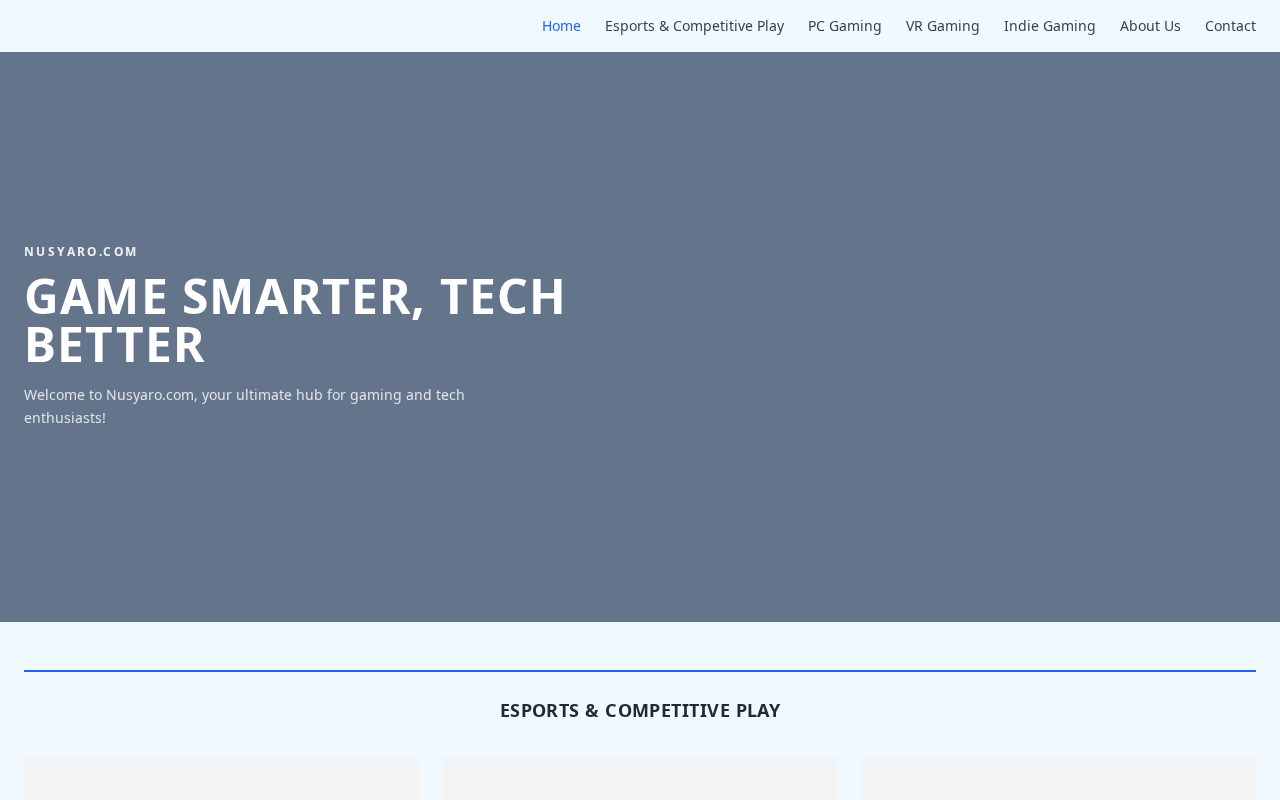 Home Esports & Competitive Play PC Gaming VR Gaming Indie Gaming About Us Contact
NUSYARO.COM
GAME SMARTER, TECH
BETTER
Welcome to Nusyaro.com, your ultimate hub for gaming and tech
enthusiasts!
ESPORTS & COMPETITIVE PLAY